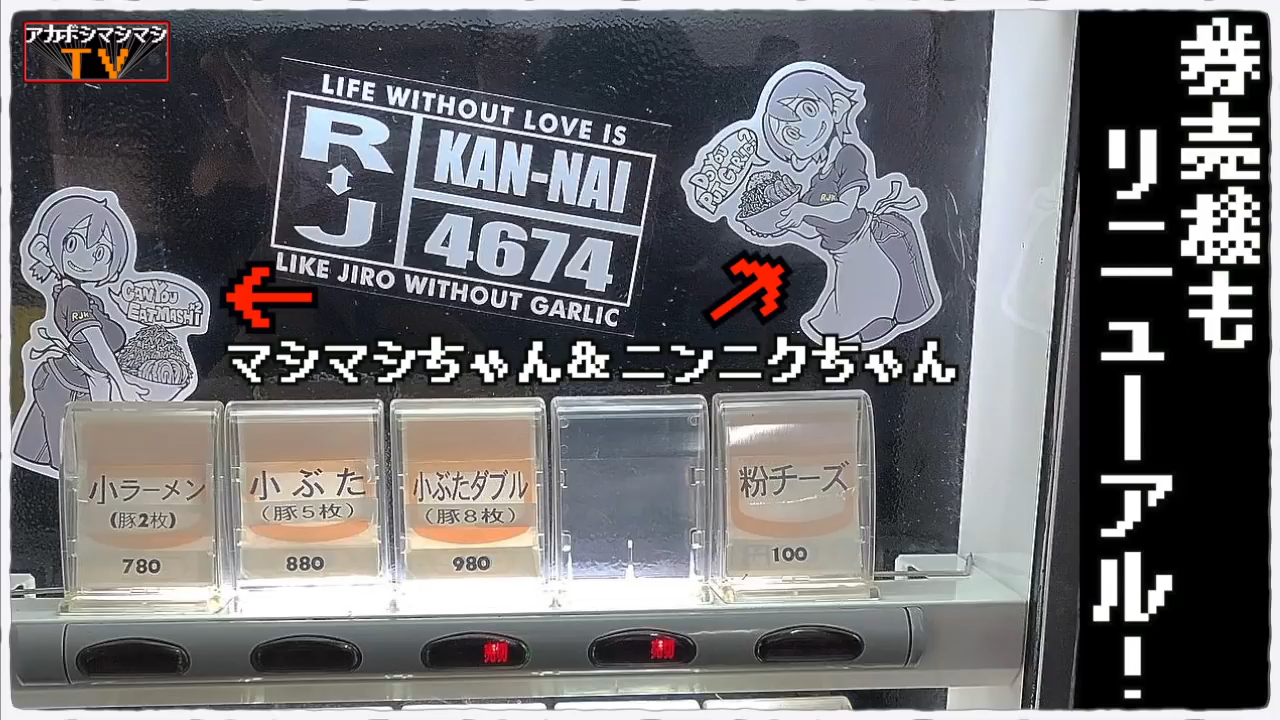 アカボシマシマシ
TV
券売機も
リニューアル!
LIFE WITHOUT LOVE IS
R
J
KAN-NAI
4674
LIKE JIRO WITHOUT GARLIC
DO YOU
PUT GARLIC?
RJK
CAN YOU
EAT MASHI
RJK
マシマシちゃん&ニンニクちゃん
小ラーメン
(豚2枚)
780
小ぶた
(豚5枚)
880
小ぶたダブル
(豚8枚)
980
粉チーズ
100